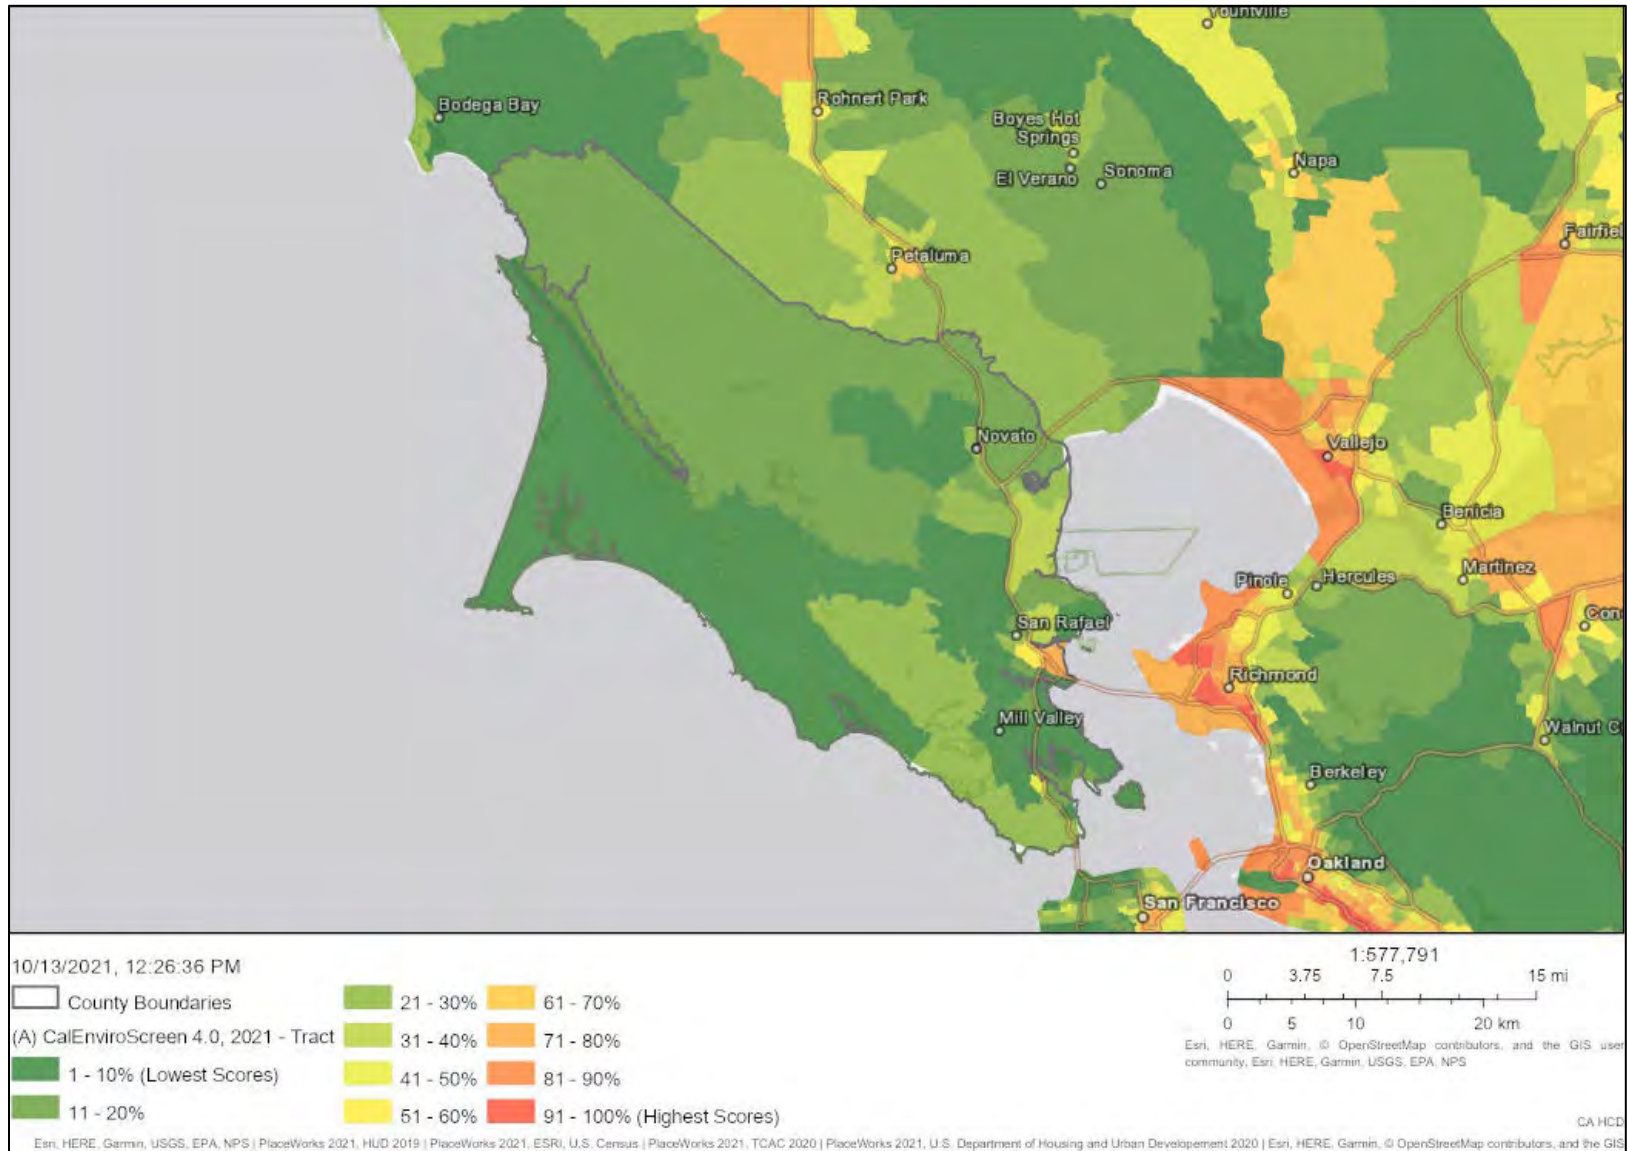 Yountville
Bodega Bay
Rohnert Park
Boyes Hot
Springs
El Verano
Sonoma
Napa
Fairfiel
Petaluma
Novato
Vallejo
Benicia
Martinez
Pinole
Hercules
Con
San Rafael
Richmond
Mill Valley
Walnut C
Berkeley
Oakland
San Francisco
10/13/2021, 12:26:36 PM
County Boundaries
(A) CalEnviroScreen 4.0, 2021 - Tract
1 - 10% (Lowest Scores)
11 - 20%
21 - 30%
31 - 40%
41 - 50%
51 - 60%
61 - 70%
71 - 80%
81 - 90%
91 - 100% (Highest Scores)
1:577,791
0 3.75 7.5 15 mi
0 5 10 20 km
Esri, HERE, Garmin, © OpenStreetMap contributors, and the GIS user
community, Esri, HERE, Garmin, USGS, EPA, NPS
CA HCD
Esri, HERE, Garmin, USGS, EPA, NPS | PlaceWorks 2021, HUD 2019 | PlaceWorks 2021, ESRI, U.S. Census | PlaceWorks 2021, TCAC 2020 | PlaceWorks 2021, U.S. Department of Housing and Urban Developement 2020 | Esri, HERE, Garmin, © OpenStreetMap contributors, and the GIS